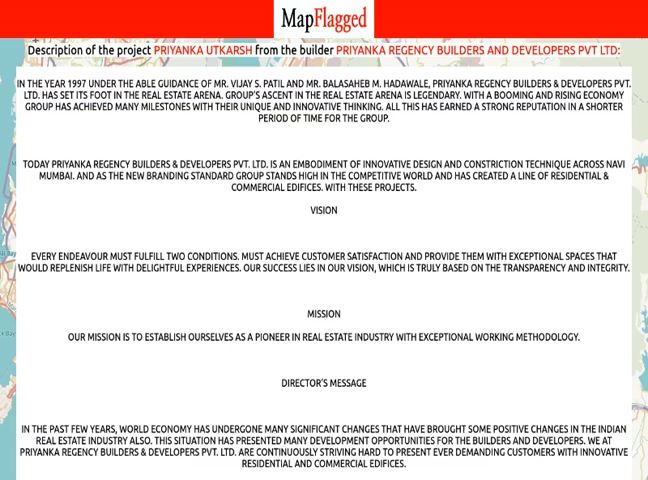 MapFlagged
Description of the project PRIYANKA UTKARSH from the builder PRIYANKA REGENCY BUILDERS AND DEVELOPERS PVT LTD:
IN THE YEAR 1997 UNDER THE ABLE GUIDANCE OF MR. VIJAY S. PATIL AND MR. BALASAHEB M. HADAWALE, PRIYANKA REGENCY BUILDERS & DEVELOPERS PVT.
LTD. HAS SET ITS FOOT IN THE REAL ESTATE ARENA. GROUP'S ASCENT IN THE REAL ESTATE ARENA IS LEGENDARY. WITH A BOOMING AND RISING ECONOMY
GROUP HAS ACHIEVED MANY MILESTONES WITH THEIR UNIQUE AND INNOVATIVE THINKING. ALL THIS HAS EARNED A STRONG REPUTATION IN A SHORTER
PERIOD OF TIME FOR THE GROUP.
TODAY PRIYANKA REGENCY BUILDERS & DEVELOPERS PVT. LTD. IS AN EMBODIMENT OF INNOVATIVE DESIGN AND CONSTRICTION TECHNIQUE ACROSS NAVI
MUMBAI. AND AS THE NEW BRANDING STANDARD GROUP STANDS HIGH IN THE COMPETITIVE WORLD AND HAS CREATED A LINE OF RESIDENTIAL &
COMMERCIAL EDIFICES. WITH THESE PROJECTS.
VISION
EVERY ENDEAVOUR MUST FULFILL TWO CONDITIONS. MUST ACHIEVE CUSTOMER SATISFACTION AND PROVIDE THEM WITH EXCEPTIONAL SPACES THAT
WOULD REPLENISH LIFE WITH DELIGHTFUL EXPERIENCES. OUR SUCCESS LIES IN OUR VISION, WHICH IS TRULY BASED ON THE TRANSPARENCY AND INTEGRITY.
MISSION
OUR MISSION IS TO ESTABLISH OURSELVES AS A PIONEER IN REAL ESTATE INDUSTRY WITH EXCEPTIONAL WORKING METHODOLOGY.
DIRECTOR'S MESSAGE
IN THE PAST FEW YEARS, WORLD ECONOMY HAS UNDERGONE MANY SIGNIFICANT CHANGES THAT HAVE BROUGHT SOME POSITIVE CHANGES IN THE INDIAN
REAL ESTATE INDUSTRY ALSO. THIS SITUATION HAS PRESENTED MANY DEVELOPMENT OPPORTUNITIES FOR THE BUILDERS AND DEVELOPERS. WE AT
PRIYANKA REGENCY BUILDERS & DEVELOPERS PVT. LTD. ARE CONTINUOUSLY STRIVING HARD TO PRESENT EVER DEMANDING CUSTOMERS WITH INNOVATIVE
RESIDENTIAL AND COMMERCIAL EDIFICES.